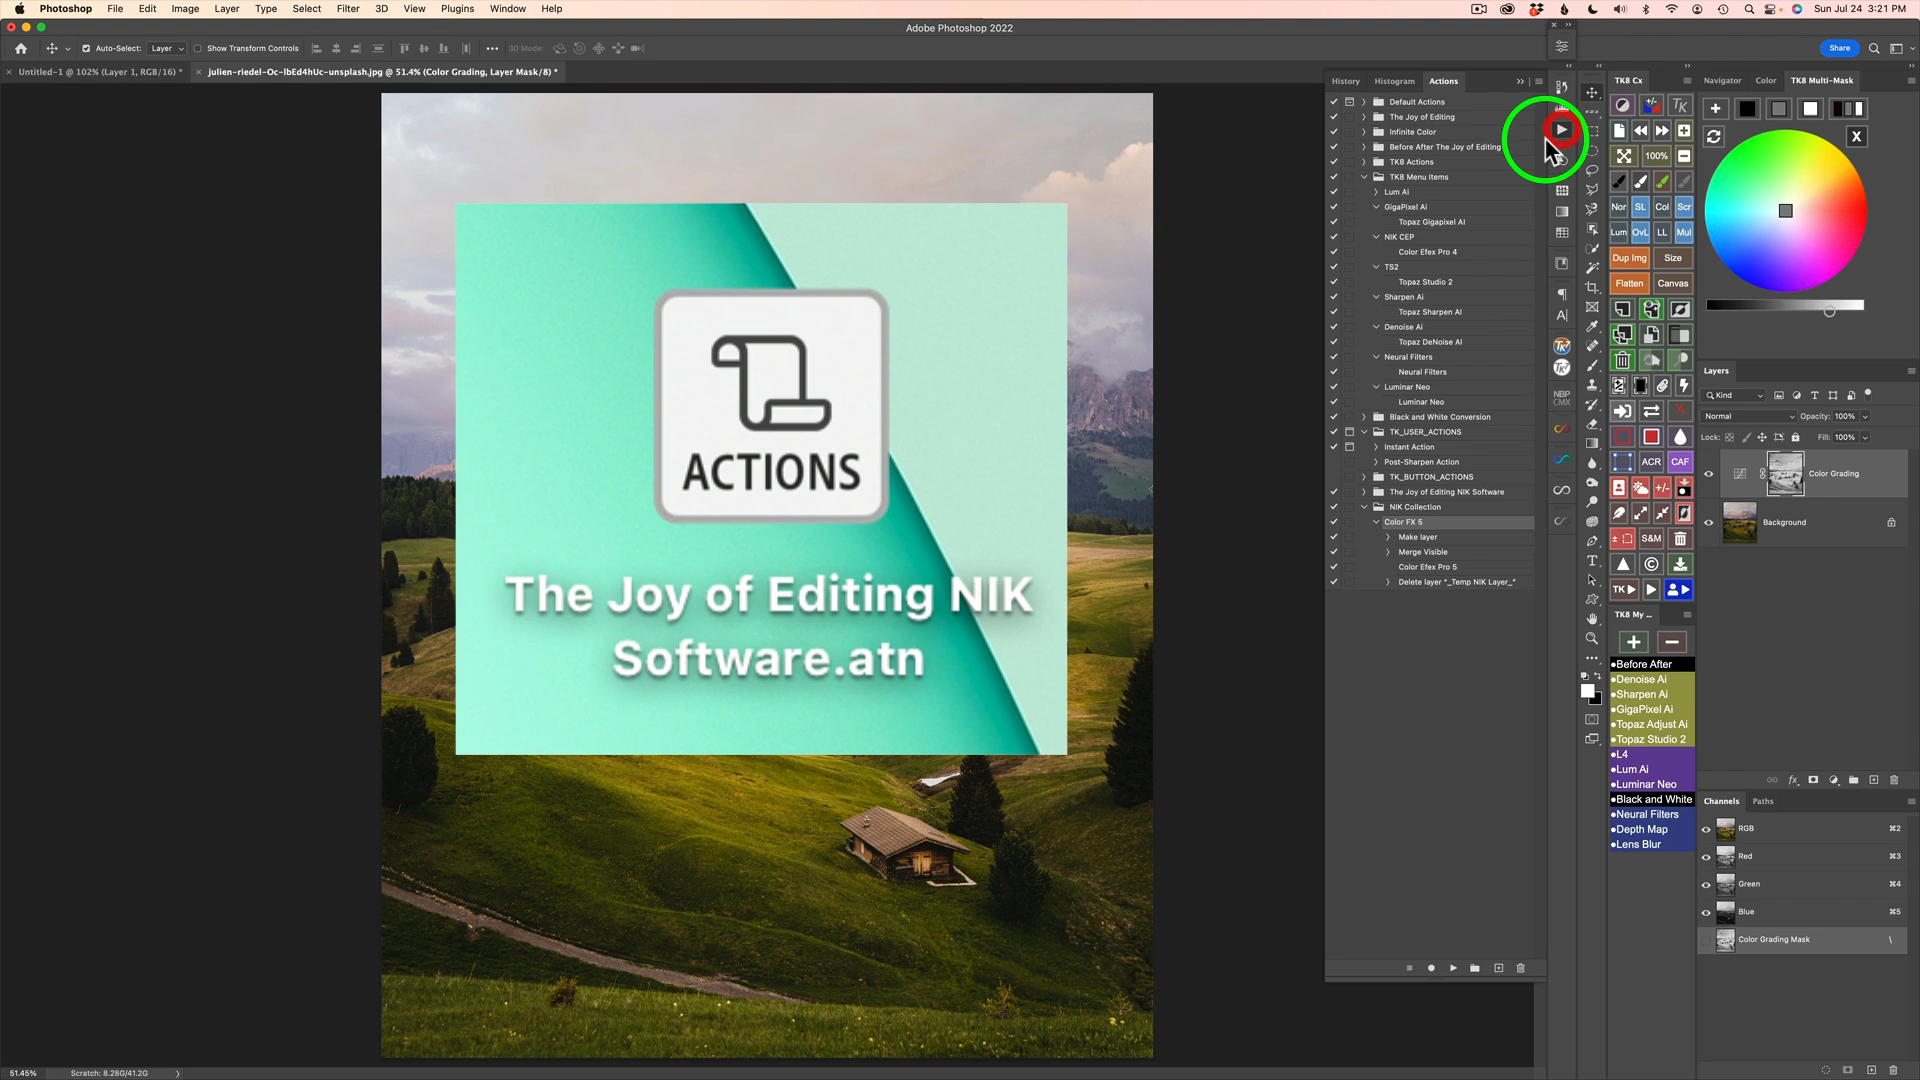 Photoshop File Edit Image Layer Type Select Filter 3D View Plugins Window Help
Sun Jul 24 3:21 PM
Adobe Photoshop 2022
Auto-Select: Layer Show Transform Controls 3D Mode: Share
Untitled-1 @ 102% (Layer 1, RGB/16) *
julien-riedel-Oc-IbEd4hUc-unsplash.jpg @ 51.4% (Color Grading, Layer Mask/8) *
History Histogram Actions
Default Actions
The Joy of Editing
Infinite Color
Before After The Joy of Editing
TK8 Actions
TK8 Menu Items
Lum Ai
GigaPixel Ai
Topaz Gigapixel AI
NIK CEP
Color Efex Pro 4
TS2
Topaz Studio 2
Sharpen Ai
Topaz Sharpen AI
Denoise Ai
Topaz DeNoise AI
Neural Filters
Neural Filters
Luminar Neo
Luminar Neo
Black and White Conversion
TK_USER_ACTIONS
Instant Action
Post-Sharpen Action
TK_BUTTON_ACTIONS
The Joy of Editing NIK Software
NIK Collection
Color FX 5
Make layer
Merge Visible
Color Efex Pro 5
Delete layer "_Temp NIK Layer_"
ACTIONS
The Joy of Editing NIK
Software.atn
NBP
CMX
TK8 Cx
TK
100%
Nor SL Col Scr
Lum OvL LL Mul
Dup Img Size
Flatten Canvas
ACR CAF
+/-
S&M
TK
TK8 My ...
Before After
Denoise Ai
Sharpen Ai
GigaPixel Ai
Topaz Adjust Ai
Topaz Studio 2
L4
Lum Ai
Luminar Neo
Black and White
Neural Filters
Depth Map
Lens Blur
Navigator Color TK8 Multi-Mask
X
Layers
Kind
Normal Opacity: 100%
Lock: Fill: 100%
Color Grading
Background
fx
Channels Paths
RGB ⌘2
Red ⌘3
Green ⌘4
Blue ⌘5
Color Grading Mask \
51.45% Scratch: 8.28G/41.2G